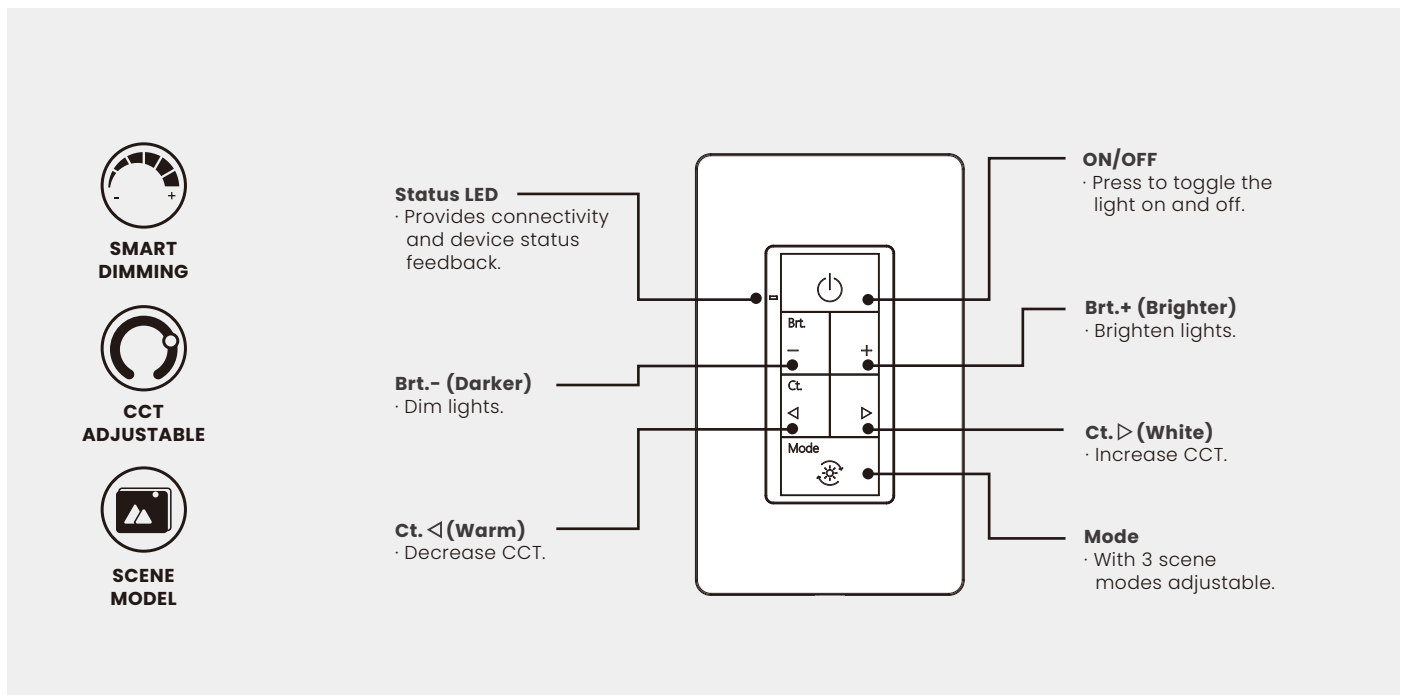 SMART
DIMMING
CCT
ADJUSTABLE
SCENE
MODEL
Status LED
· Provides connectivity
and device status
feedback.
Brt.- (Darker)
· Dim lights.
Ct. ◁ (Warm)
· Decrease CCT.
Brt.
− +
Ct.
◁ ▷
Mode
ON/OFF
· Press to toggle the
light on and off.
Brt.+ (Brighter)
· Brighten lights.
Ct. ▷ (White)
· Increase CCT.
Mode
· With 3 scene
modes adjustable.